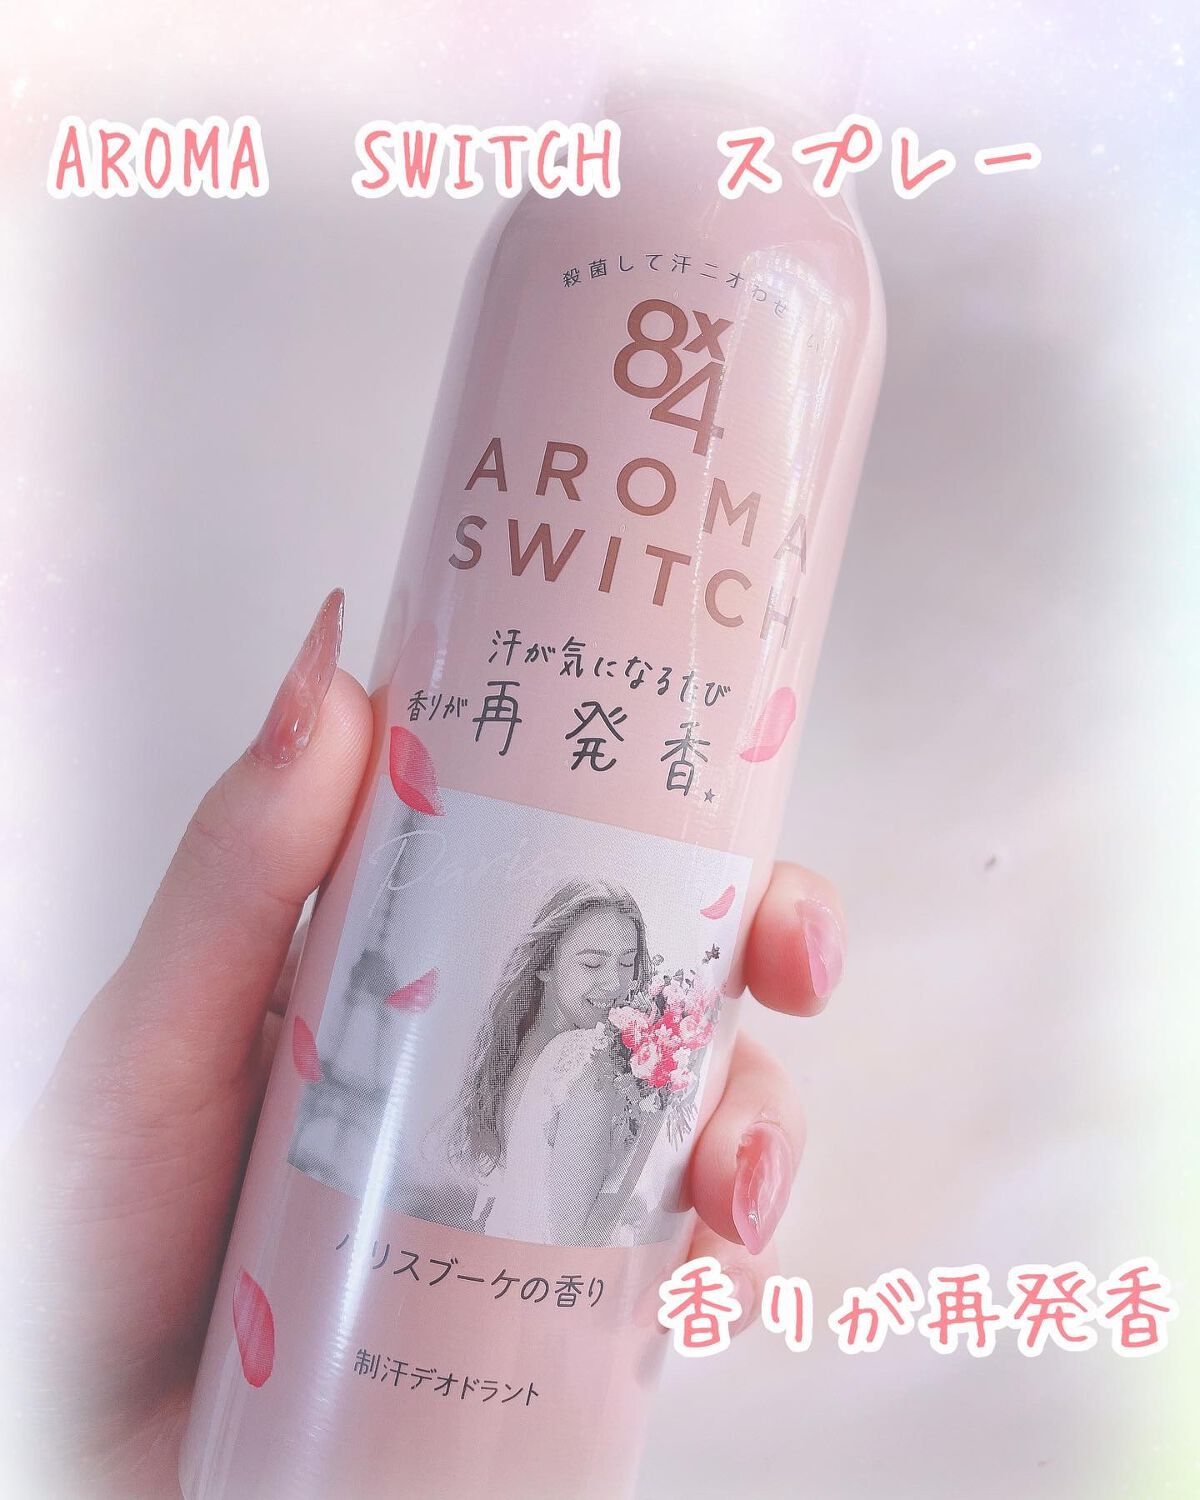 AROMA SWITCH スプレー
殺菌して汗ニオわせない
8x4
AROMA
SWITCH
汗が気になるたび
香りが再発香★
Paris
パリスブーケの香り
制汗デオドラント
香りが再発香